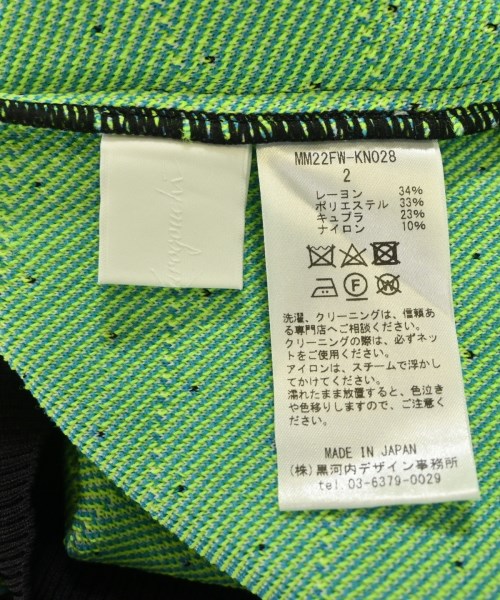 MM22FW-KN028
2
レーヨン 34%
ポリエステル 33%
キュプラ 23%
ナイロン 10%
F
W
洗濯、クリーニングは、信頼あ
る専門店へご相談ください。
クリーニングの際は、必ずネッ
トをご使用ください。
アイロンは、スチームで浮かし
てかけてください。
濡れたまま放置すると、色泣き
や色移りしますので、ご注意く
ださい。
MADE IN JAPAN
(株)黒河内デザイン事務所
tel. 03-6379-0029